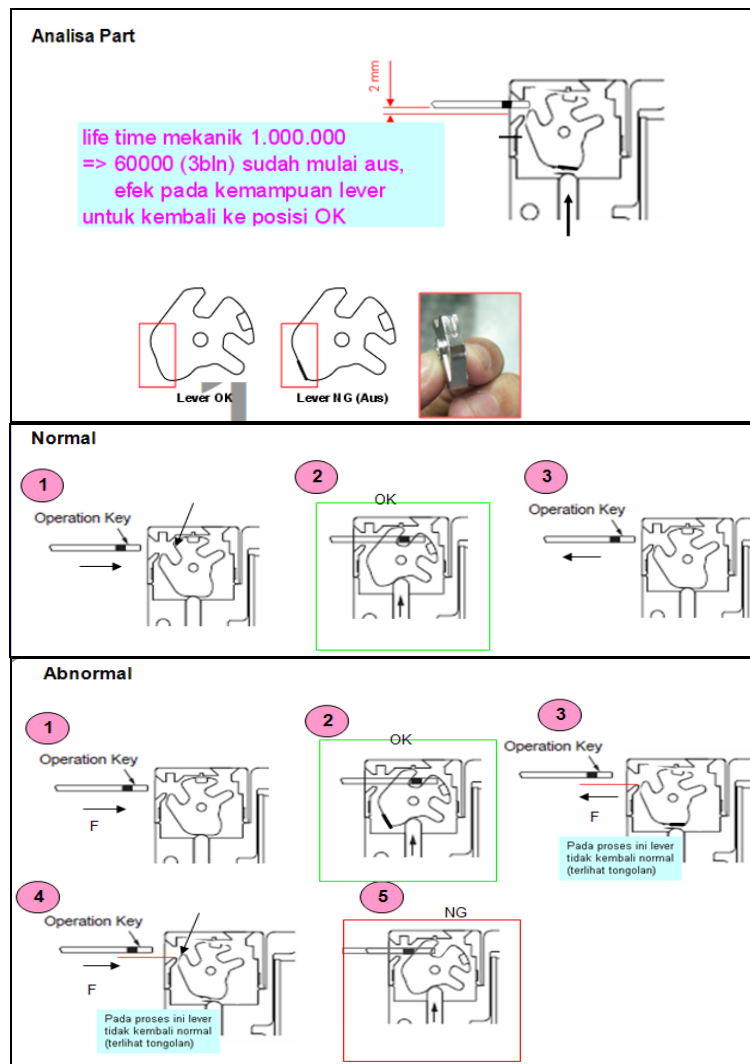 Analisa Part
2 mm
life time mekanik 1.000.000
=> 60000 (3bln) sudah mulai aus,
efek pada kemampuan lever
untuk kembali ke posisi OK
Lever OK
Lever NG (Aus)
Normal
1
Operation Key
2
OK
3
Operation Key
Abnormal
1
Operation Key
F
2
OK
3
Operation Key
F
Pada proses ini lever
tidak kembali normal
(terlihat tongolan)
4
Operation Key
F
Pada proses ini lever
tidak kembali normal
(terlihat tongolan)
5
NG